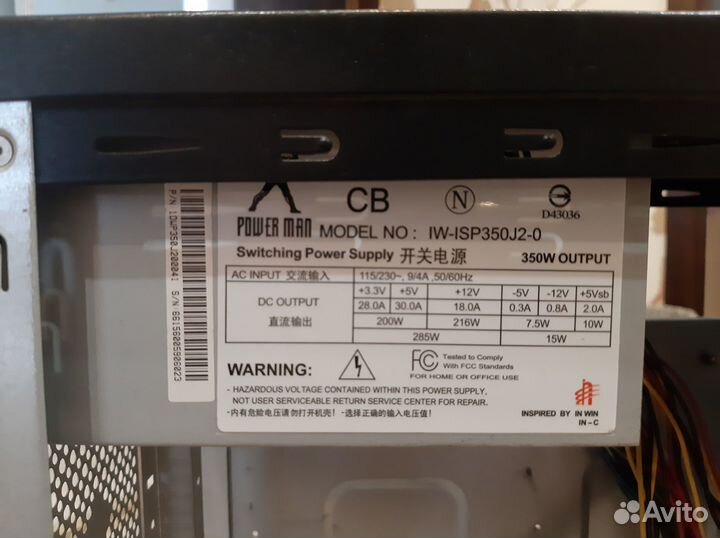 P/N 1DWP350J200041 S/N:66156005906023
CB
N
D43036
POWER MAN
MODEL NO : IW-ISP350J2-0
Switching Power Supply 开关电源
350W OUTPUT
AC INPUT 交流输入 115/230~, 9/4A ,50/60Hz
DC OUTPUT
直流输出
+3.3V +5V +12V -5V -12V +5Vsb
28.0A 30.0A 18.0A 0.3A 0.8A 2.0A
200W 216W 7.5W 10W
285W 15W
WARNING:
FC Tested to Comply
With FCC Standards
FOR HOME OR OFFICE USE
- HAZARDOUS VOLTAGE CONTAINED WITHIN THIS POWER SUPPLY,
NOT USER SERVICEABLE RETURN SERVICE CENTER FOR REPAIR.
-内有危险电压请勿打开机壳! -选择正确的输入电压值!
INSPIRED BY IN WIN
IN – C
Avito